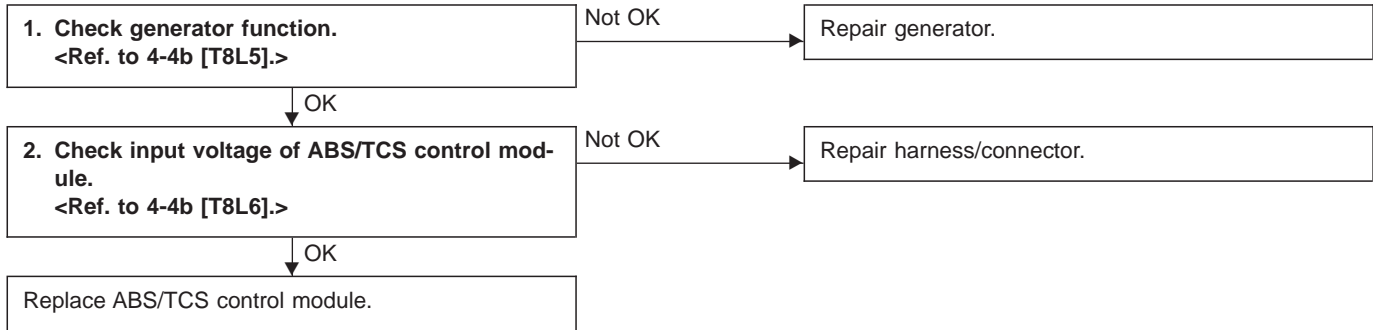 1. Check generator function.
<Ref. to 4-4b [T8L5].>
Not OK
Repair generator.
OK
2. Check input voltage of ABS/TCS control mod-
ule.
<Ref. to 4-4b [T8L6].>
Not OK
Repair harness/connector.
OK
Replace ABS/TCS control module.